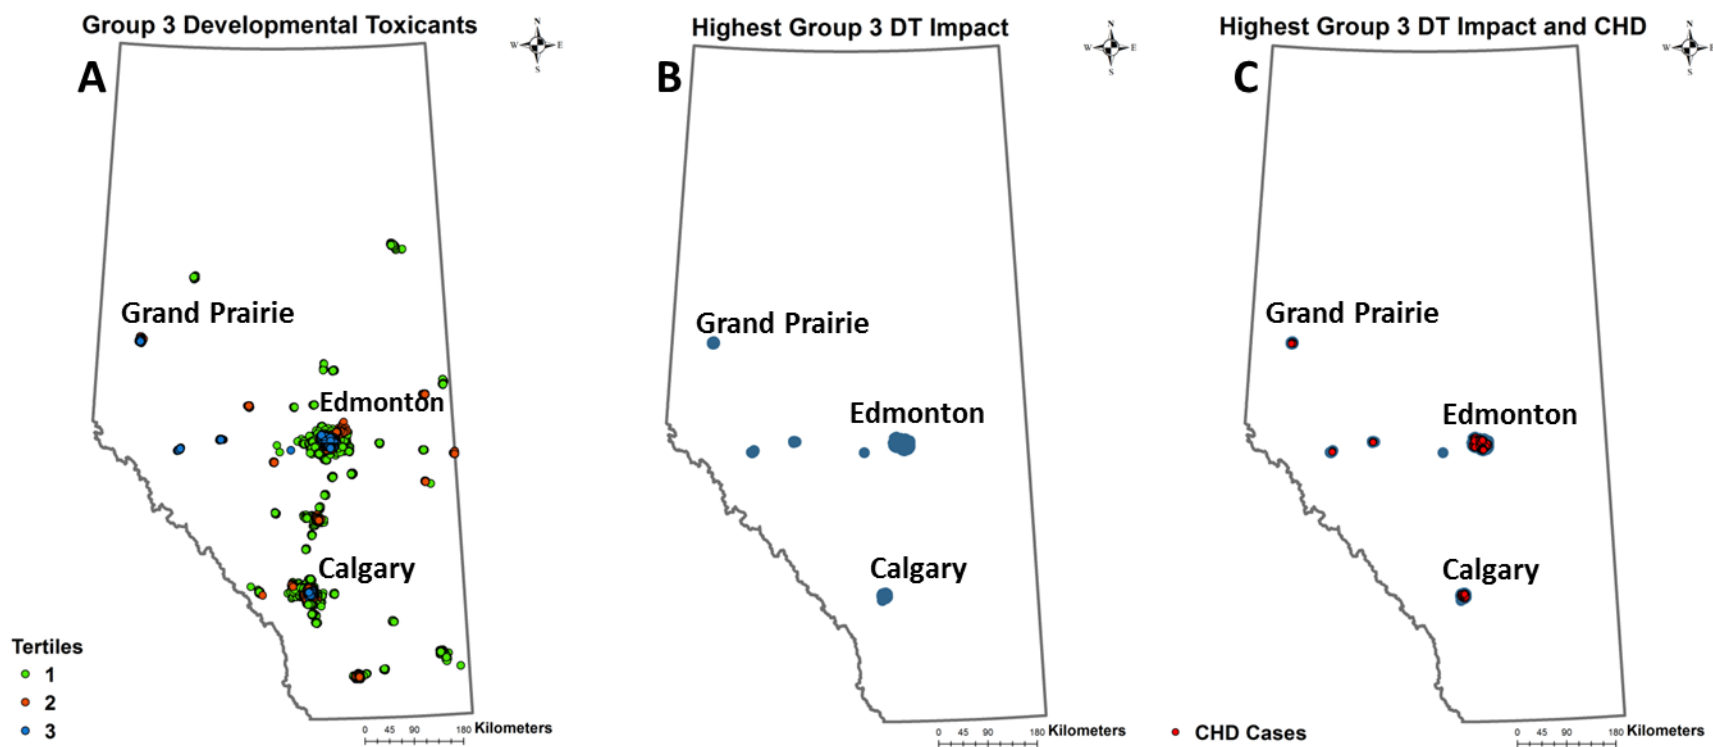 Group 3 Developmental Toxicants
N
W E
S
A
Grand Prairie
Edmonton
Calgary
Tertiles
1
2
3
0 45 90 180 Kilometers
Highest Group 3 DT Impact
N
W E
S
B
Grand Prairie
Edmonton
Calgary
0 45 90 180 Kilometers
Highest Group 3 DT Impact and CHD
N
W E
S
C
Grand Prairie
Edmonton
Calgary
CHD Cases
0 45 90 180 Kilometers